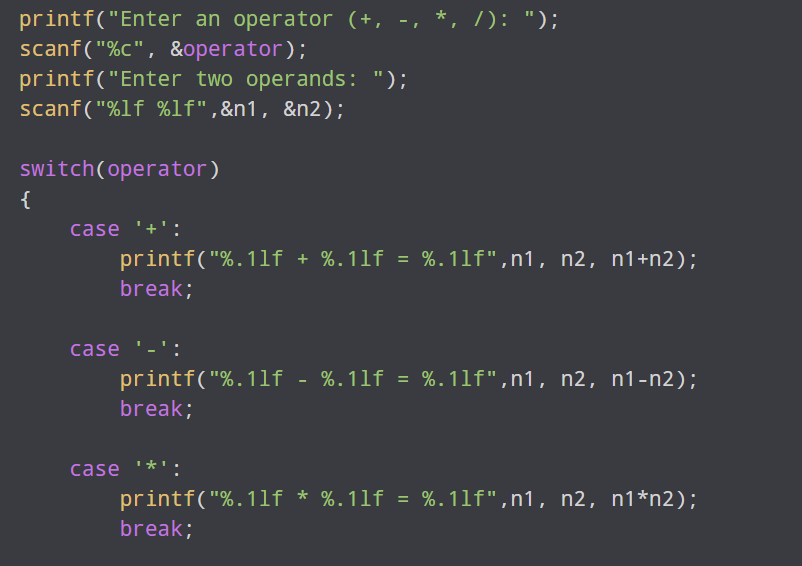 printf("Enter an operator (+, -, *, /): ");
scanf("%c", &operator);
printf("Enter two operands: ");
scanf("%lf %lf",&n1, &n2);
switch(operator)
{
case '+':
printf("%.1lf + %.1lf = %.1lf",n1, n2, n1+n2);
break;
case '-':
printf("%.1lf - %.1lf = %.1lf",n1, n2, n1-n2);
break;
case '*':
printf("%.1lf * %.1lf = %.1lf",n1, n2, n1*n2);
break;